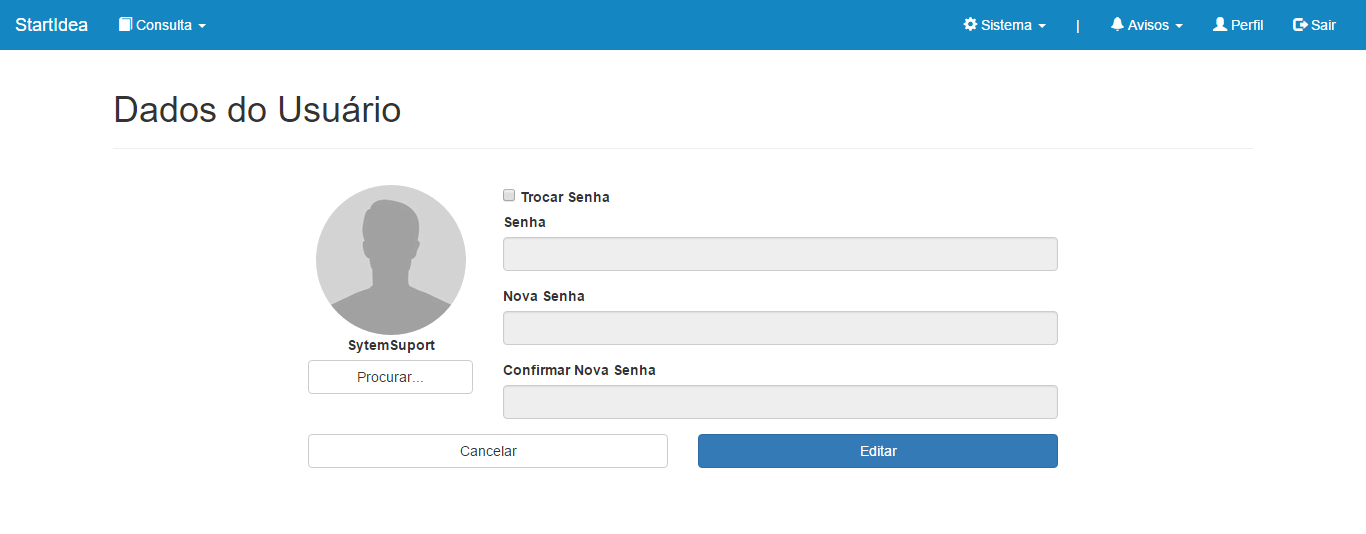 StartIdea Consulta Sistema | Avisos Perfil Sair
Dados do Usuário
SytemSuport
Procurar...
Trocar Senha
Senha
Nova Senha
Confirmar Nova Senha
Cancelar Editar